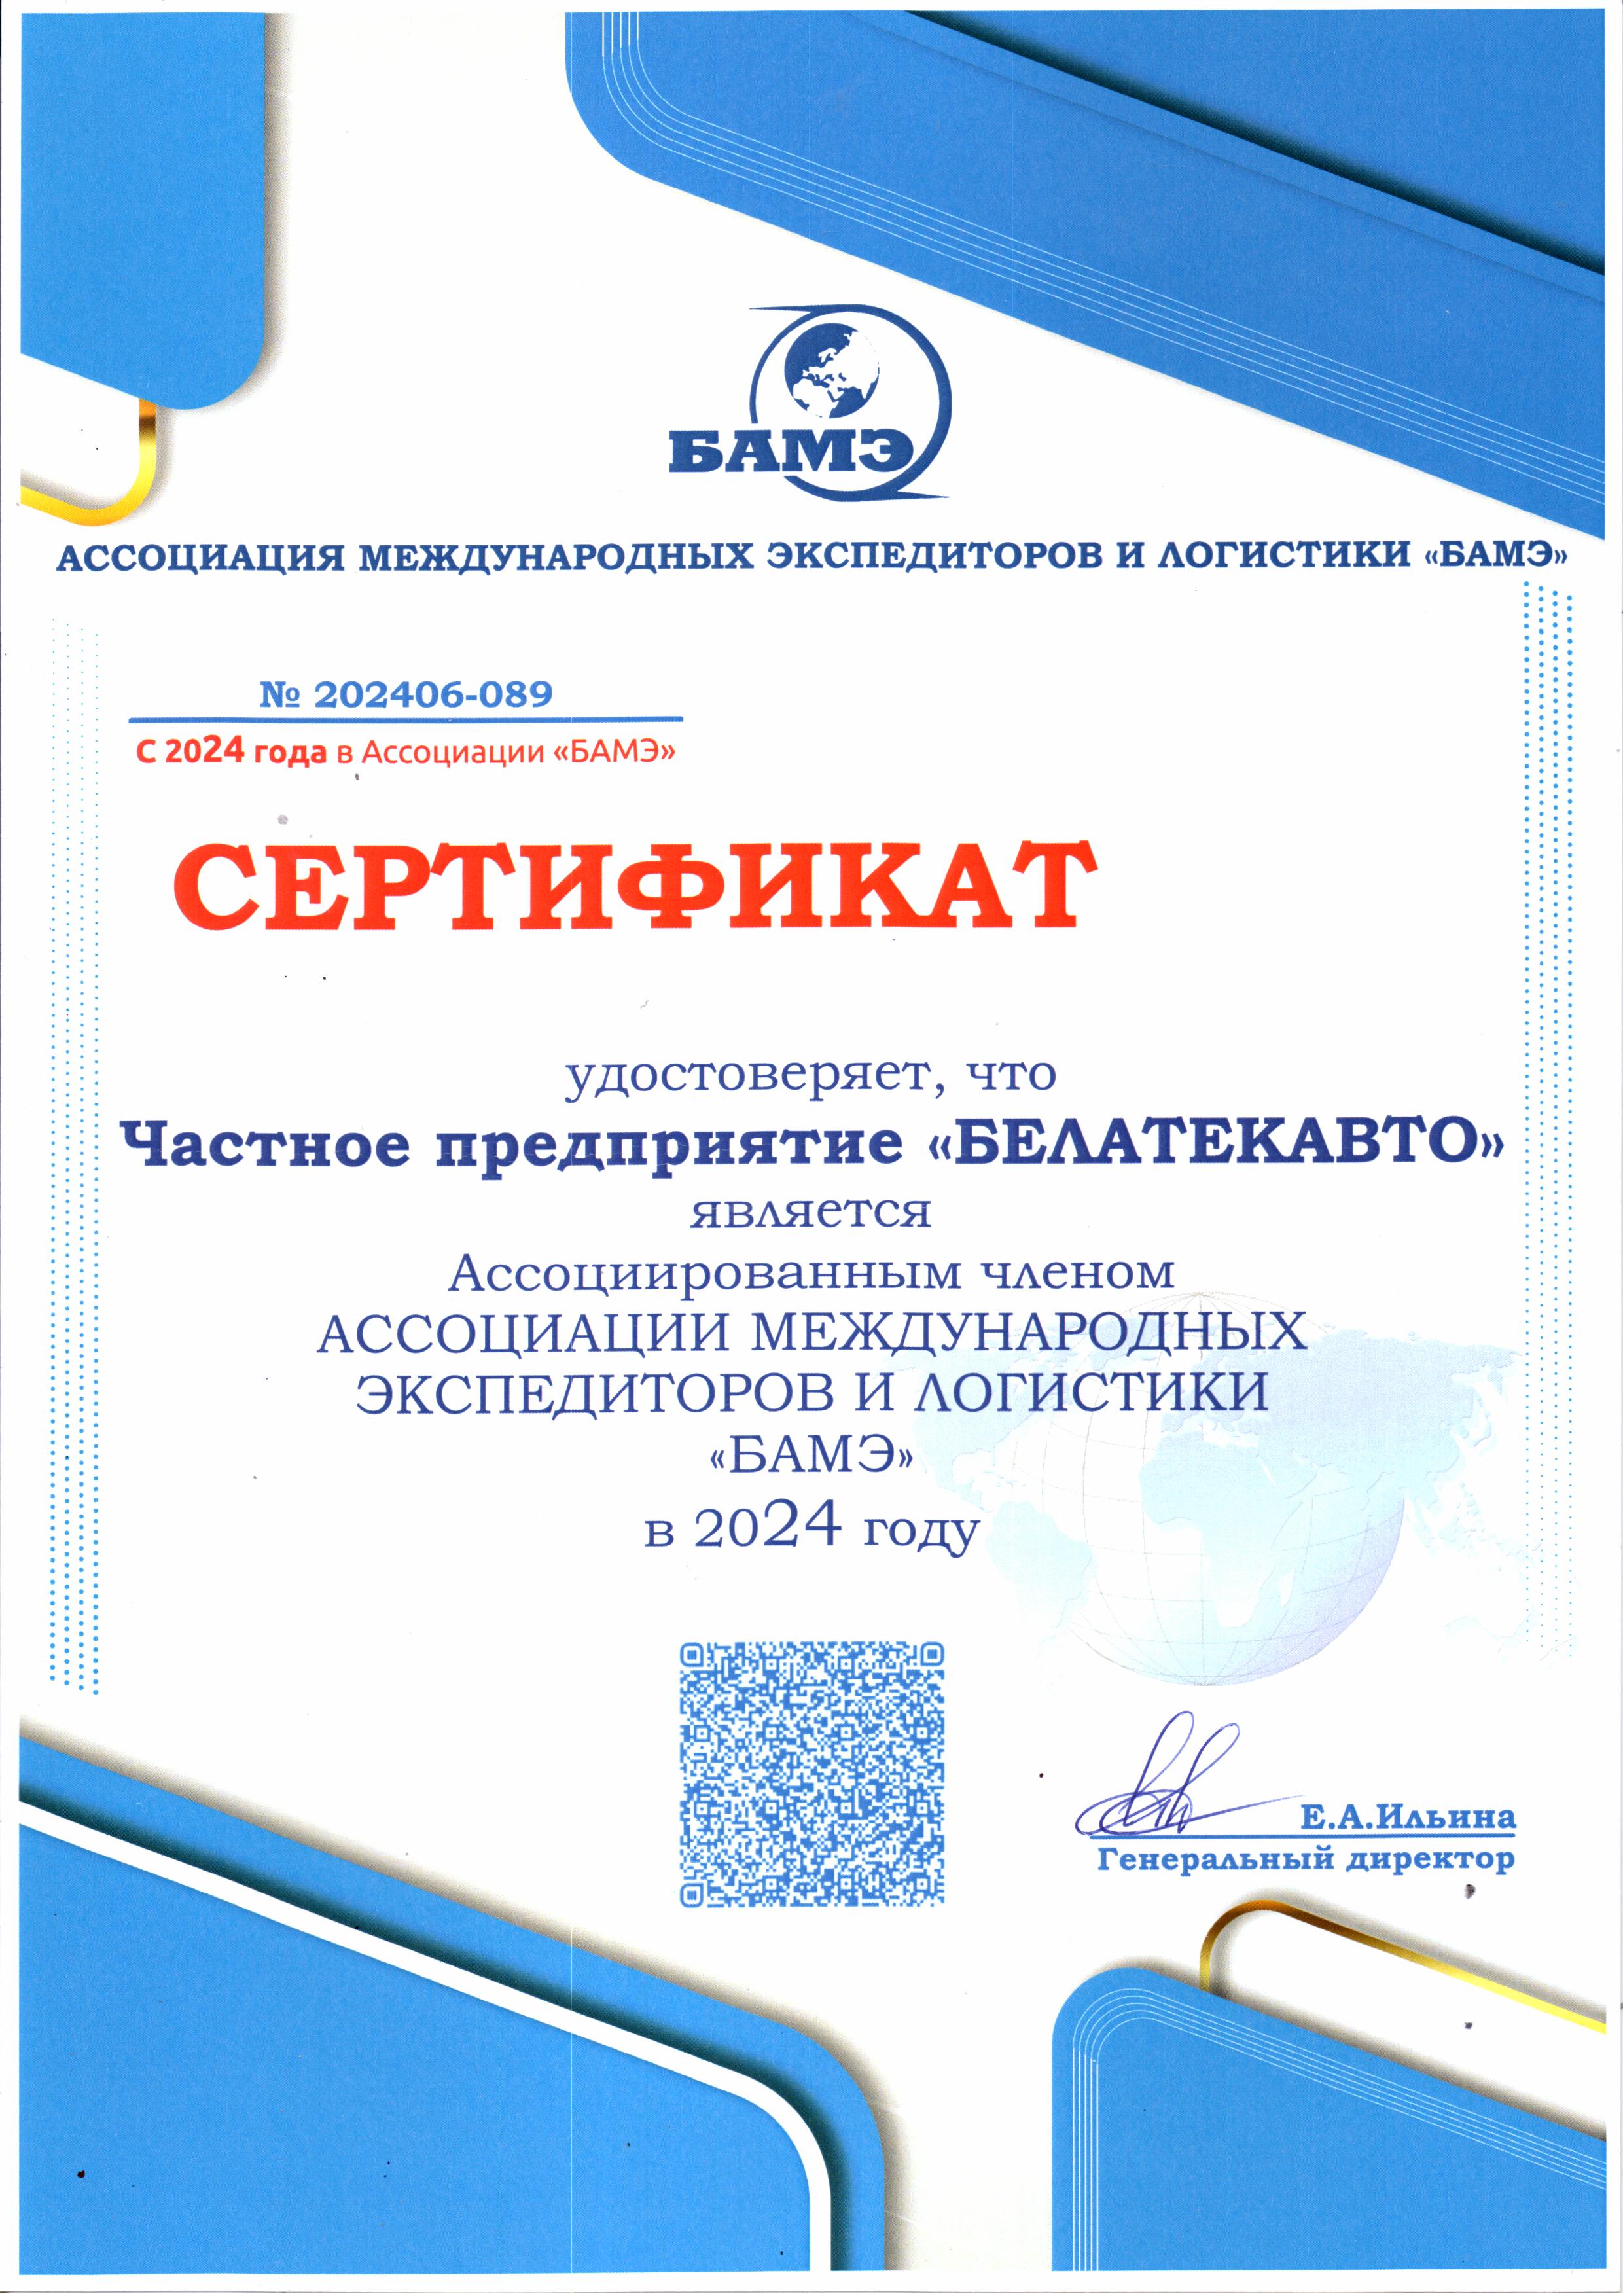 БАМЭ
АССОЦИАЦИЯ МЕЖДУНАРОДНЫХ ЭКСПЕДИТОРОВ И ЛОГИСТИКИ «БАМЭ»
№ 202406-089
С 2024 года в Ассоциации «БАМЭ»
СЕРТИФИКАТ
удостоверяет, что
Частное предприятие «БЕЛАТЕКАВТО»
является
Ассоциированным членом
АССОЦИАЦИИ МЕЖДУНАРОДНЫХ
ЭКСПЕДИТОРОВ И ЛОГИСТИКИ
«БАМЭ»
в 2024 году
Е.А.Ильина
Генеральный директор